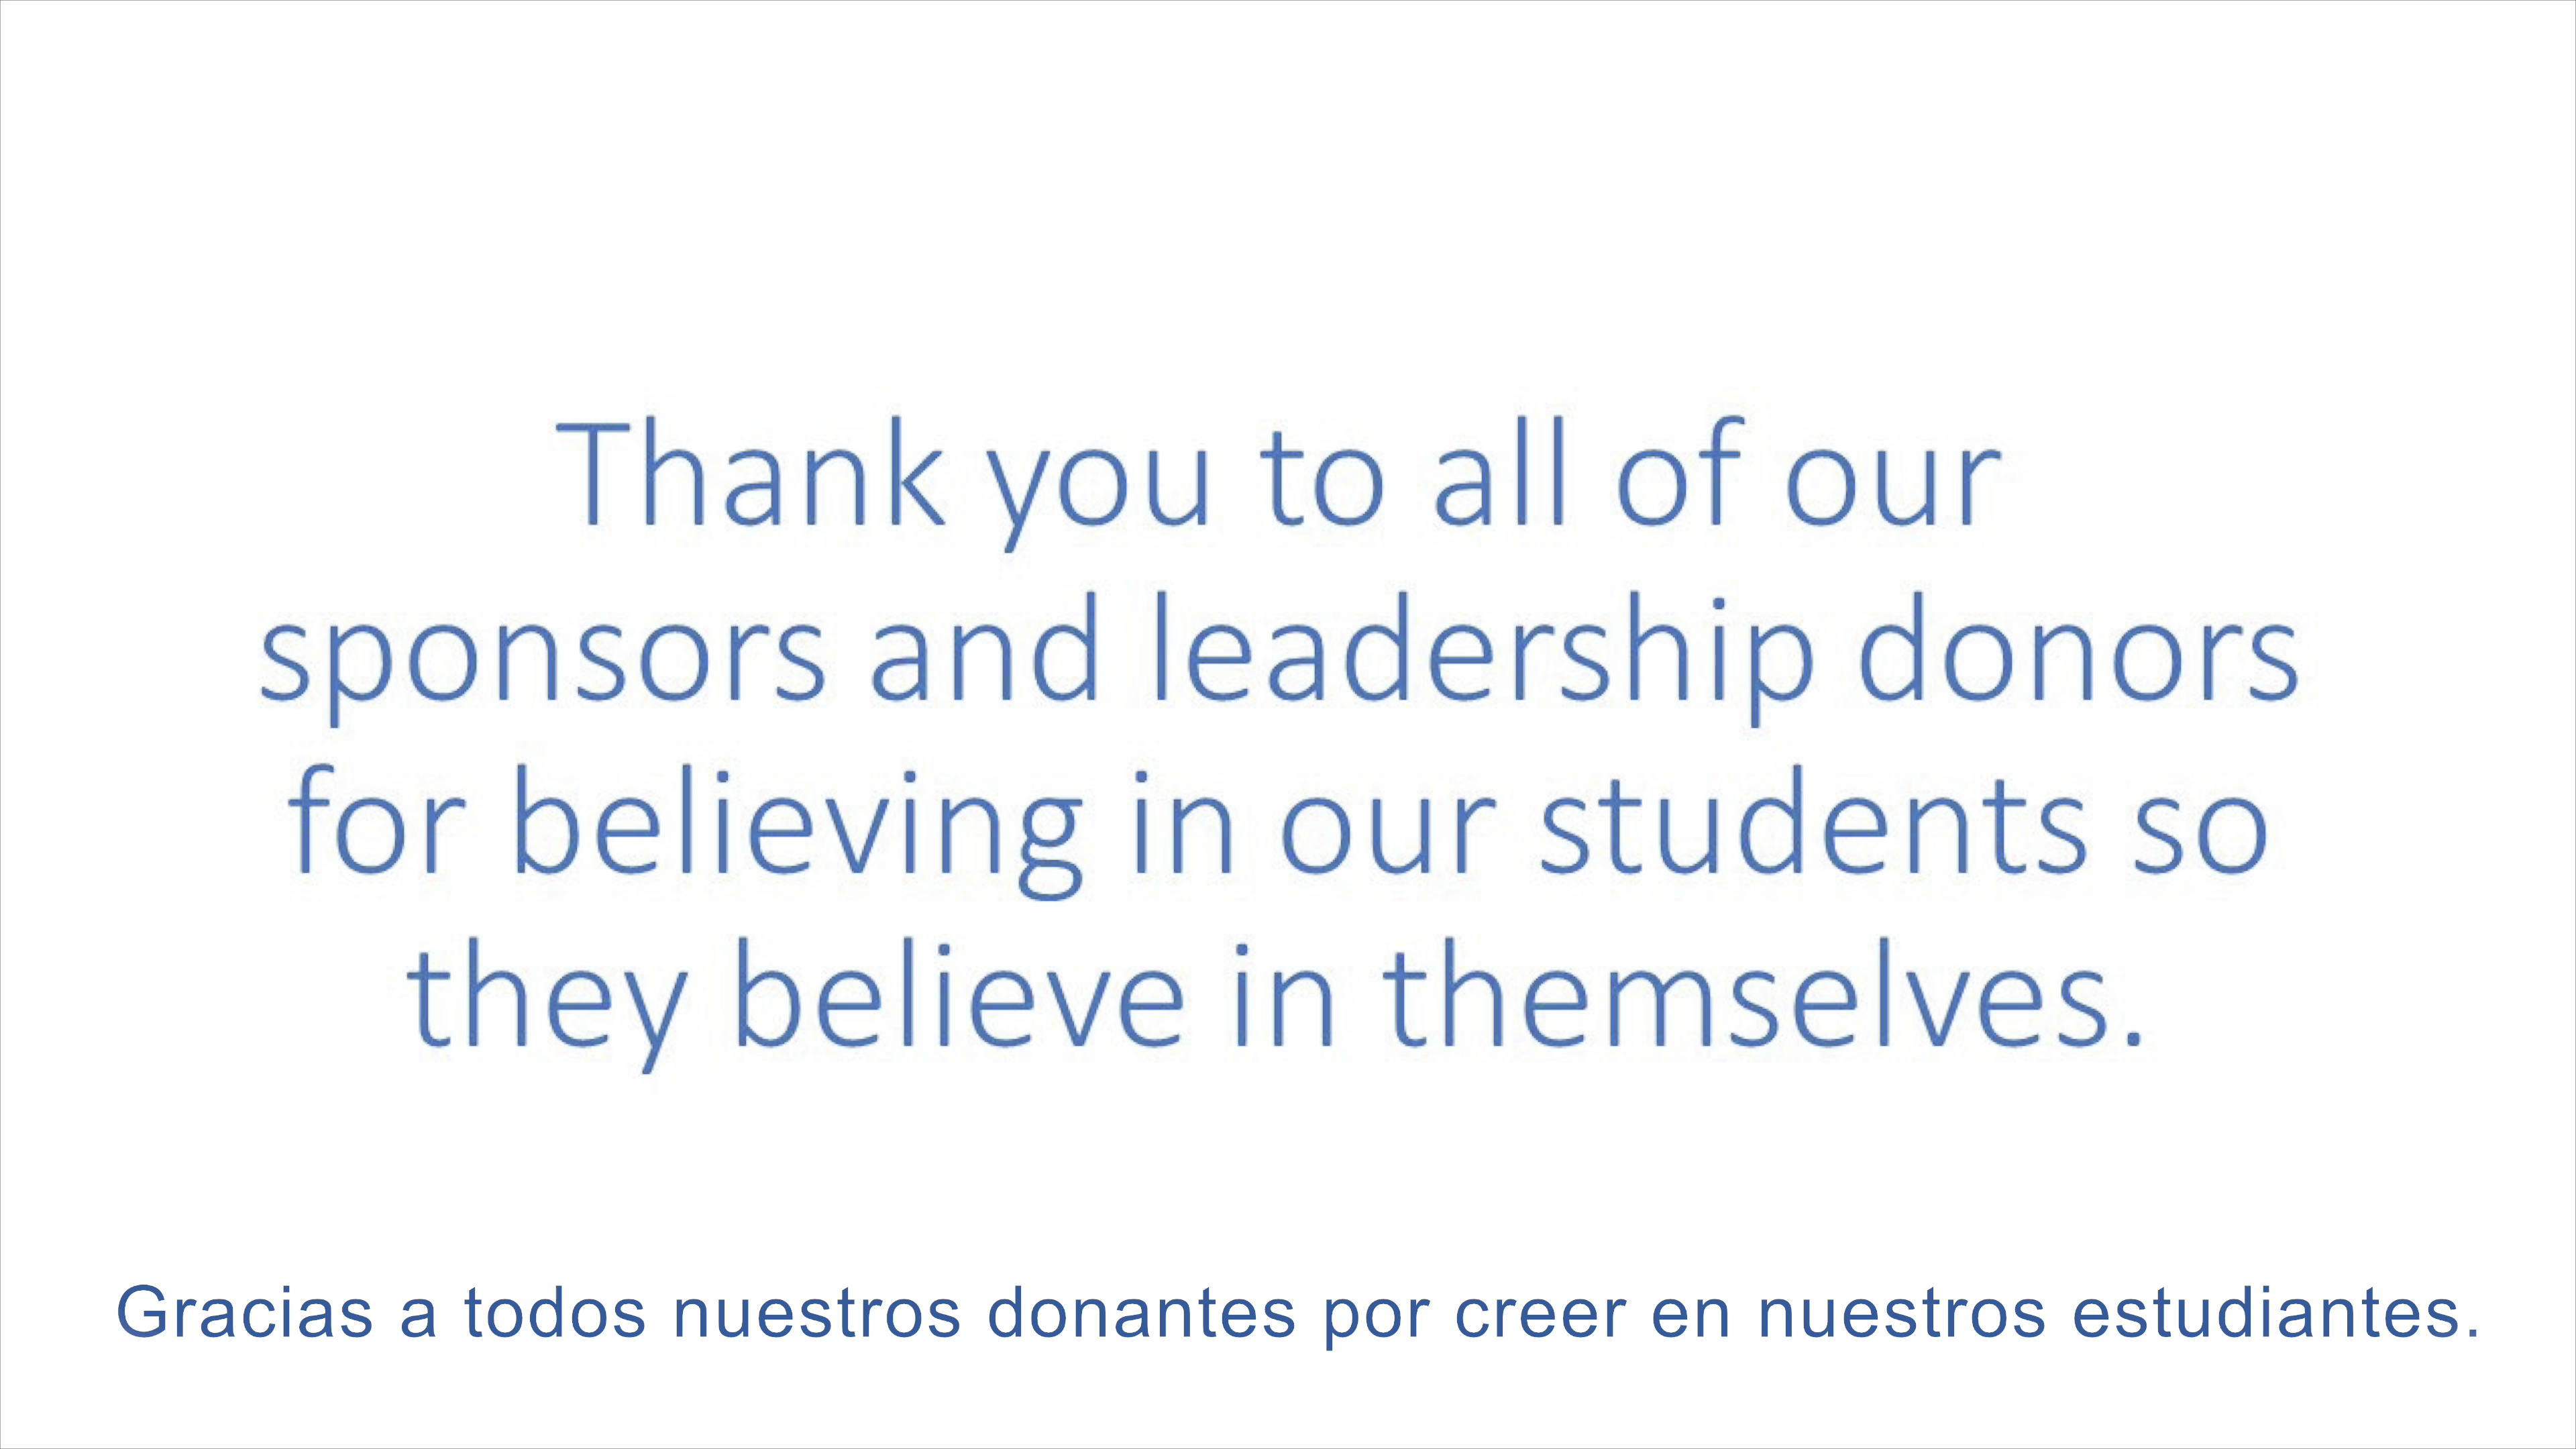 Thank you to all of our
sponsors and leadership donors
for believing in our students so
they believe in themselves.
Gracias a todos nuestros donantes por creer en nuestros estudiantes.